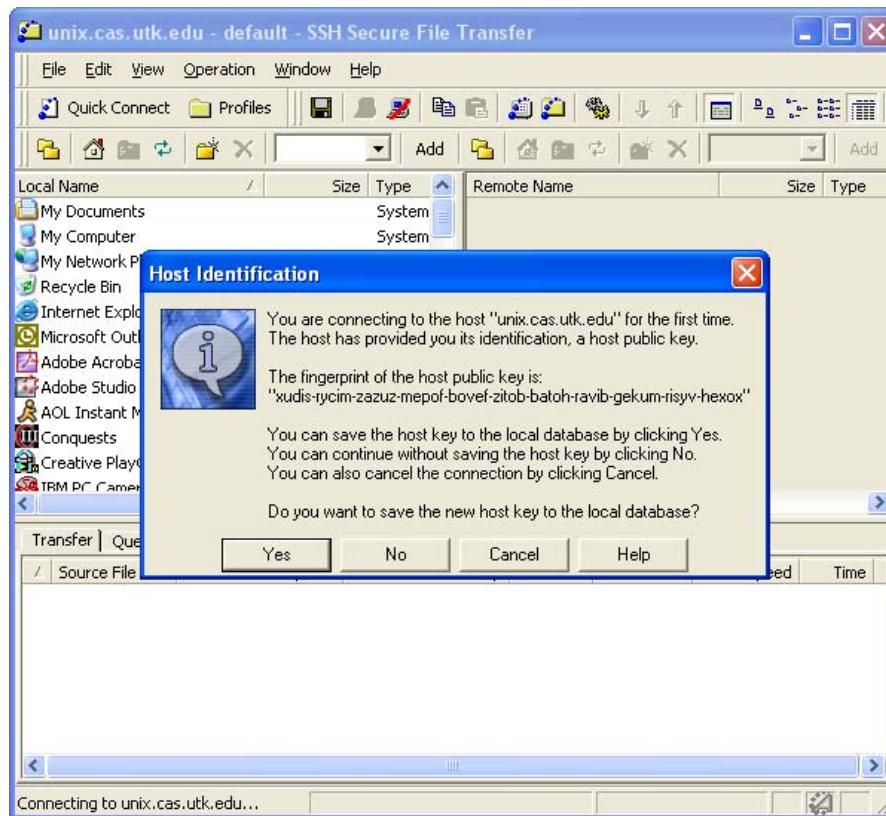 unix.cas.utk.edu - default - SSH Secure File Transfer
File Edit View Operation Window Help
Quick Connect Profiles
Add Add
Local Name / Size Type Remote Name Size Type
My Documents System
My Computer System
My Network P
Recycle Bin
Internet Explo
Microsoft Outl
Adobe Acroba
Adobe Studio
AOL Instant M
Conquests
Creative Play
IBM PC Camer
Host Identification
You are connecting to the host "unix.cas.utk.edu" for the first time.
The host has provided you its identification, a host public key.
The fingerprint of the host public key is:
"xudis-rycim-zazuz-mepof-bovef-zitob-batoh-ravib-gekum-risyv-hexox"
You can save the host key to the local database by clicking Yes.
You can continue without saving the host key by clicking No.
You can also cancel the connection by clicking Cancel.
Do you want to save the new host key to the local database?
Yes No Cancel Help
Transfer Que
/ Source File eed Time
Connecting to unix.cas.utk.edu...